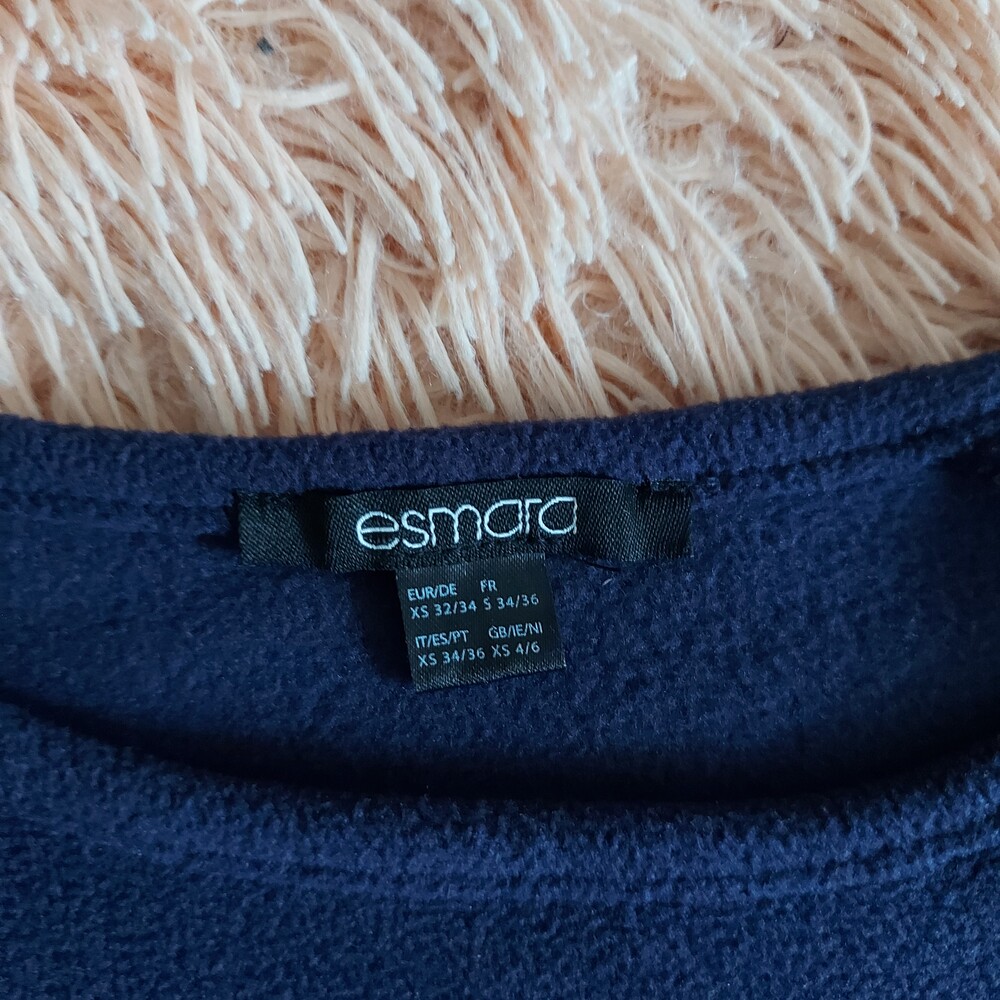 esmara
EUR/DE FR
XS 32/34 S 34/36
IT/ES/PT GB/IE/NI
XS 34/36 XS 4/6